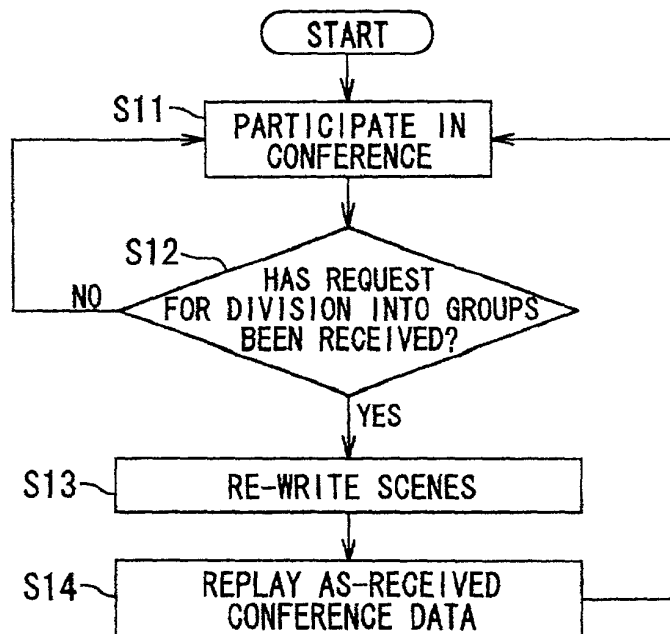 START
S11
PARTICIPATE IN
CONFERENCE
S12
HAS REQUEST
FOR DIVISION INTO GROUPS
BEEN RECEIVED?
NO
YES
S13
RE-WRITE SCENES
S14
REPLAY AS-RECEIVED
CONFERENCE DATA